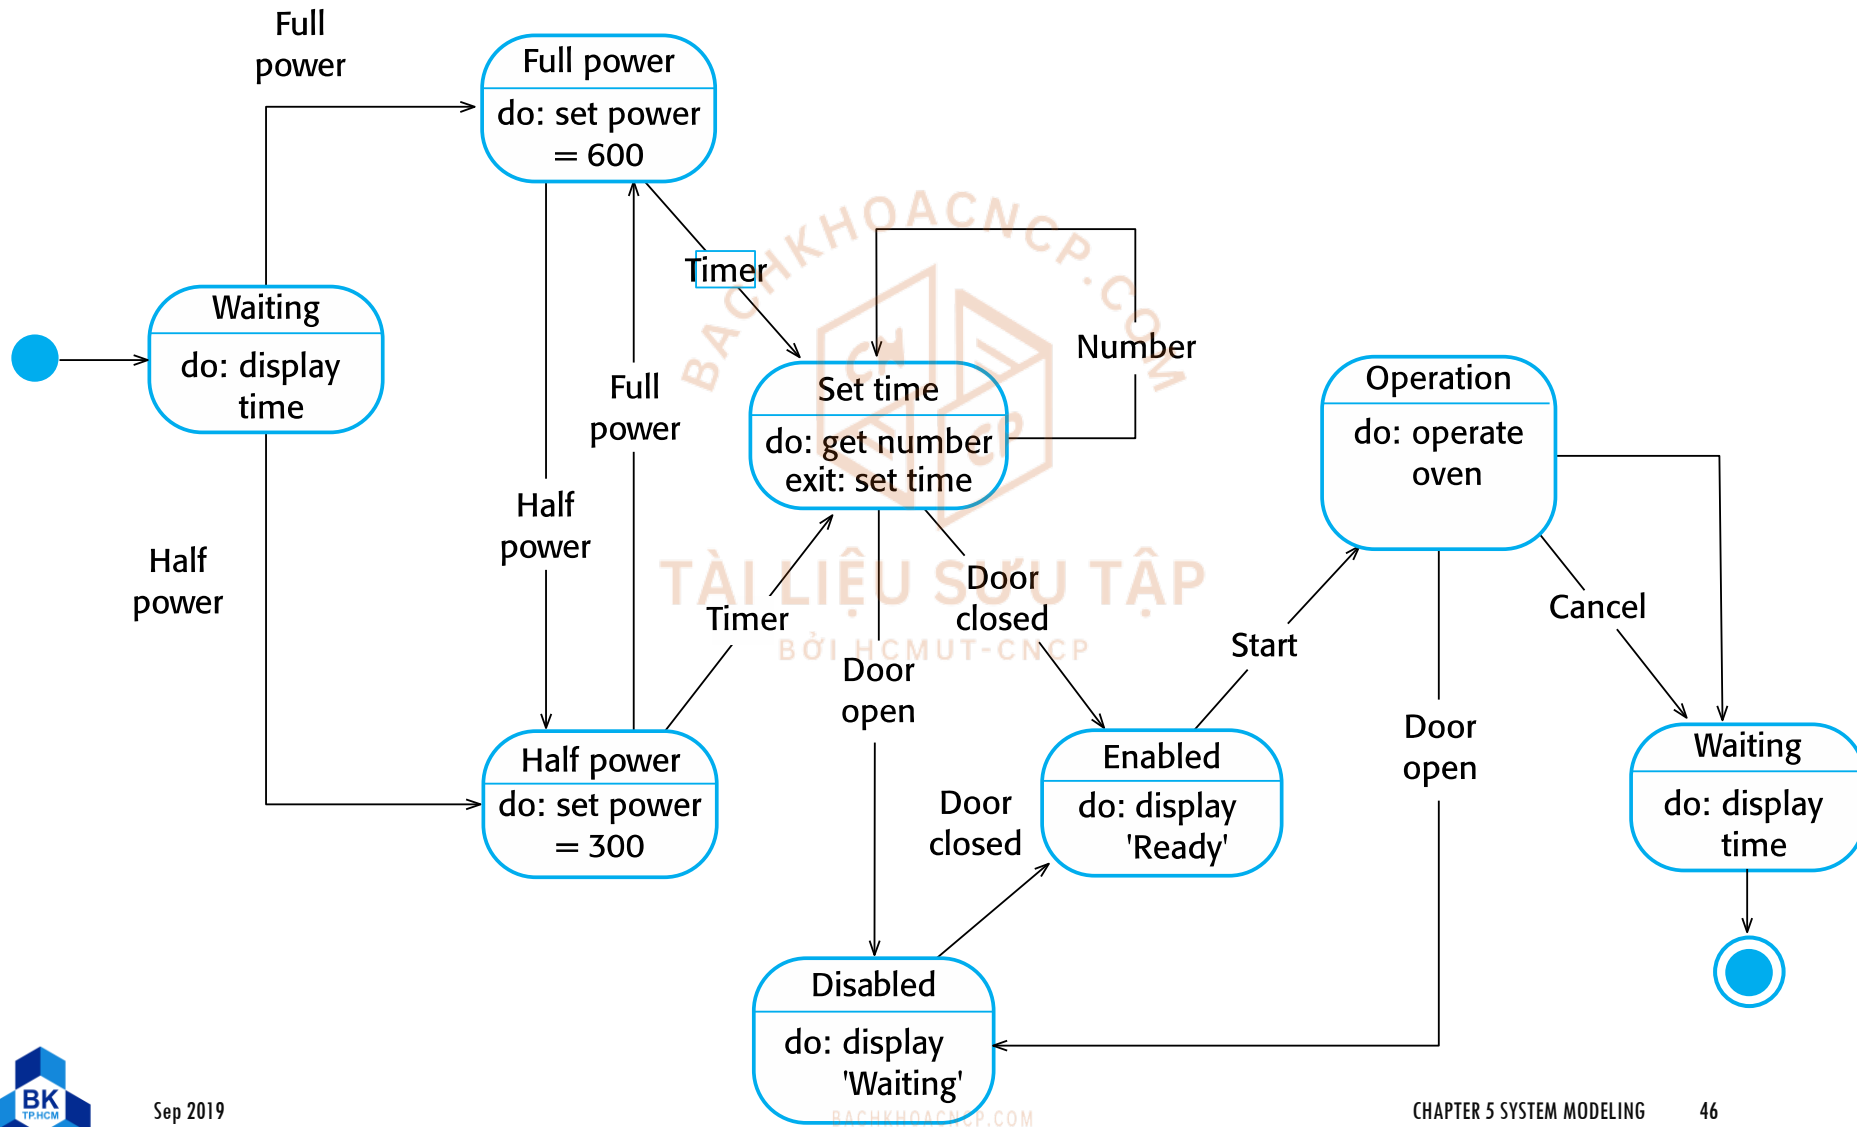 Full
power
Full power
do: set power
= 600
Timer
Waiting
do: display
time
Number
Full
power
Set time
do: get number
exit: set time
Operation
do: operate
oven
Half
power
Half
power
Timer
Door
closed
Cancel
Start
Door
open
Door
open
Half power
do: set power
= 300
Enabled
do: display
'Ready'
Door
closed
Waiting
do: display
time
Disabled
do: display
'Waiting'
BACHKHOACNCP.COM
CN
CP
TÀI LIỆU SƯU TẬP
BỞI HCMUT-CNCP
BK
TP.HCM
Sep 2019
BACHKHOACNCP.COM
CHAPTER 5 SYSTEM MODELING
46